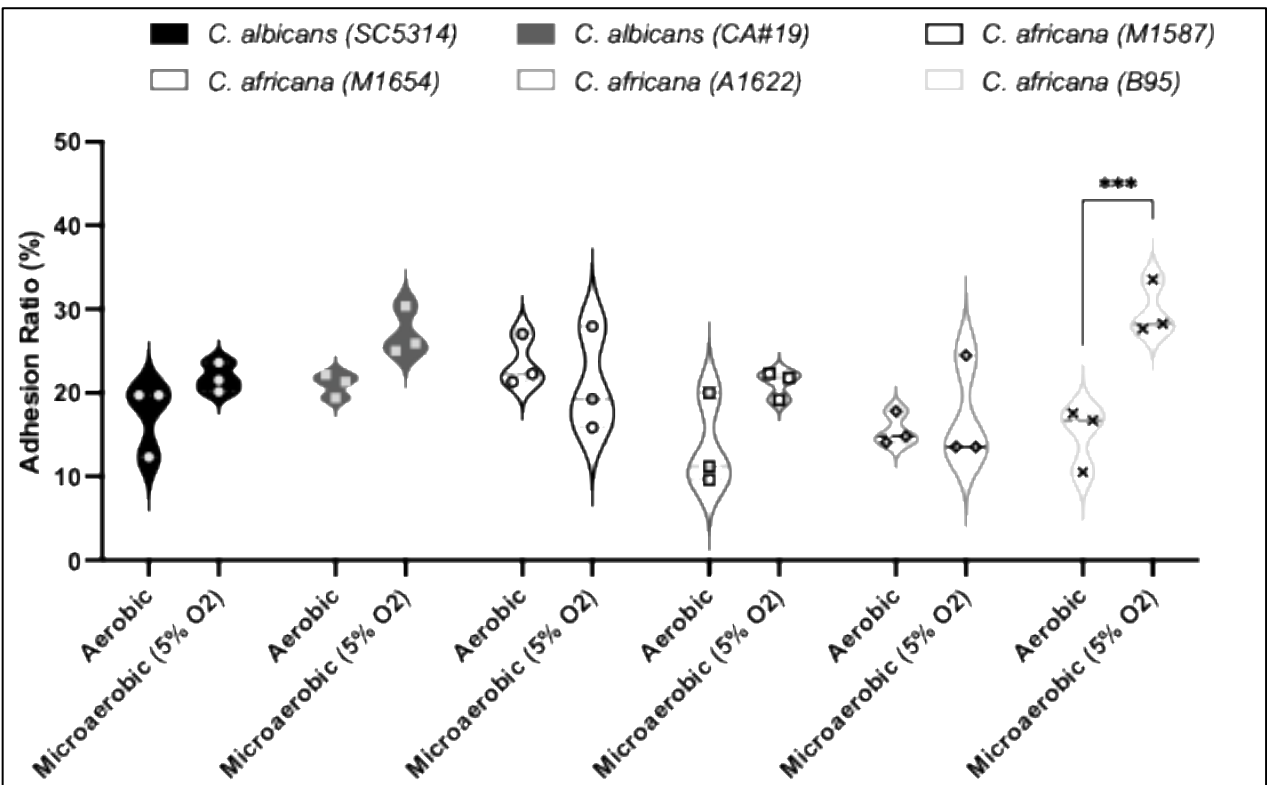 C. albicans (SC5314) C. albicans (CA#19) C. africana (M1587)
C. africana (M1654) C. africana (A1622) C. africana (B95)
50
***
40
30
20
10
0
Adhesion Ratio (%)
Aerobic
Microaerobic (5% O2)
Aerobic
Microaerobic (5% O2)
Aerobic
Microaerobic (5% O2)
Aerobic
Microaerobic (5% O2)
Aerobic
Microaerobic (5% O2)
Aerobic
Microaerobic (5% O2)